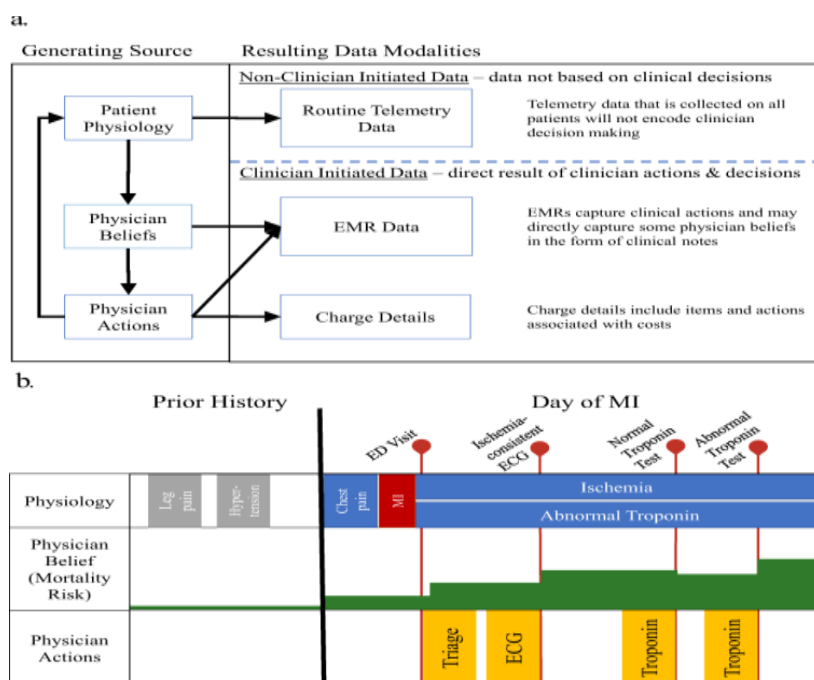 a.
Generating Source
Resulting Data Modalities
Non-Clinician Initiated Data – data not based on clinical decisions
Patient
Physiology
Routine Telemetry
Data
Telemetry data that is collected on all
patients will not encode clinician
decision making
Clinician Initiated Data – direct result of clinician actions & decisions
Physician
Beliefs
EMR Data
EMRs capture clinical actions and may
directly capture some physician beliefs
in the form of clinical notes
Physician
Actions
Charge Details
Charge details include items and actions
associated with costs
b.
Prior History
Day of MI
ED Visit
Ischemia-
consistent
ECG
Normal
Troponin
Test
Abnormal
Troponin
Test
Physiology
Leg
pain
Hyper-
tension
Chest
pain
MI
Ischemia
Abnormal Troponin
Physician
Belief
(Mortality
Risk)
Physician
Actions
Triage
ECG
Troponin
Troponin